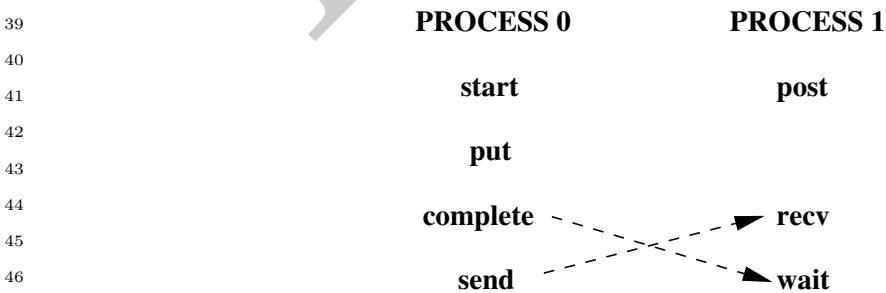 39 PROCESS 0 PROCESS 1
40
41 start post
42
43 put
44 complete recv
45
46 send wait